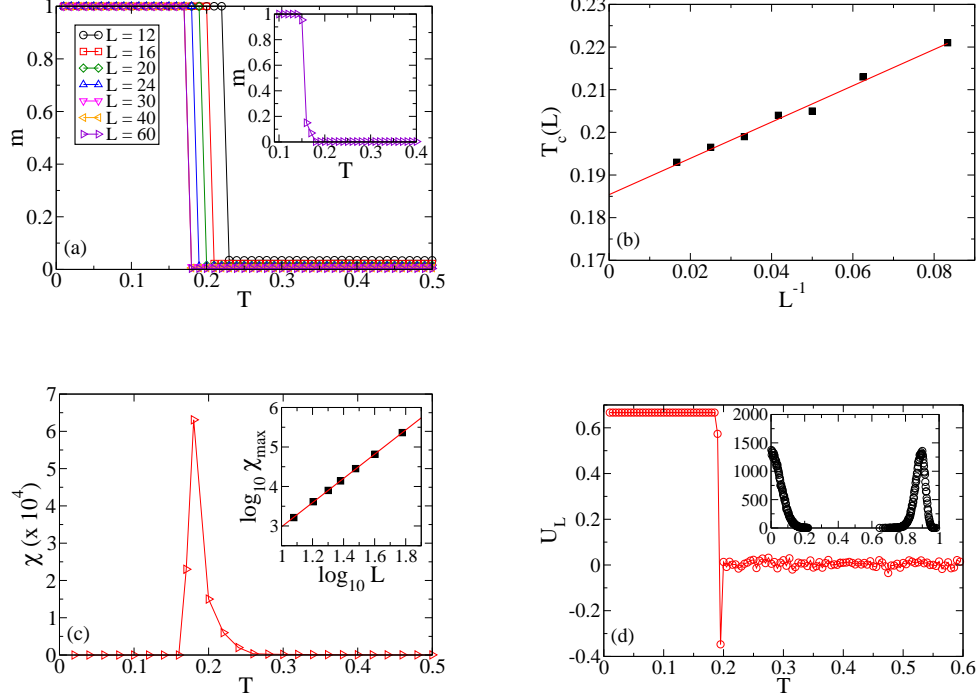 L = 12
L = 16
L = 20
L = 24
L = 30
L = 40
L = 60
0 0.1 0.2 0.3 0.4 0.5
0
0.2
0.4
0.6
0.8
1
T
m
(a)
0.1 0.2 0.3 0.4
0
0.2
0.4
0.6
0.8
1
T
m
0 0.02 0.04 0.06 0.08
0.17
0.18
0.19
0.20
0.21
0.22
0.23
L⁻¹
T_c(L)
(b)
0 0.1 0.2 0.3 0.4 0.5
0
1
2
3
4
5
6
7
T
χ (x 10⁴)
(c)
1 1.2 1.4 1.6 1.8
3
4
5
6
log₁₀ L
log₁₀ χ_max
0 0.1 0.2 0.3 0.4 0.5 0.6
-0.4
-0.2
0
0.2
0.4
0.6
T
U_L
(d)
0 0.2 0.4 0.6 0.8 1
0
500
1000
1500
2000